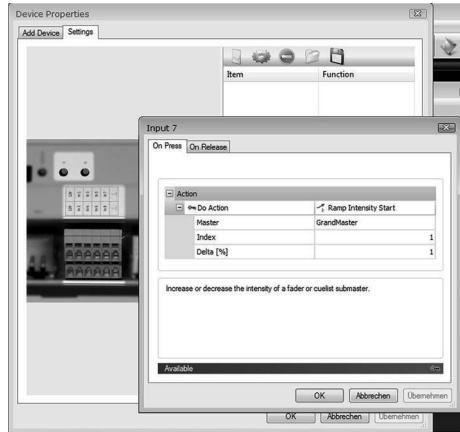 Device Properties
Add Device Settings
Item Function
Input 7
On Press On Release
Action
Do Action Ramp Intensity Start
Master GrandMaster
Index 1
Delta [%] 1
Increase or decrease the intensity of a fader or cuelist submaster.
Available
OK Abbrechen Übernehmen
OK Abbrechen Übernehmen